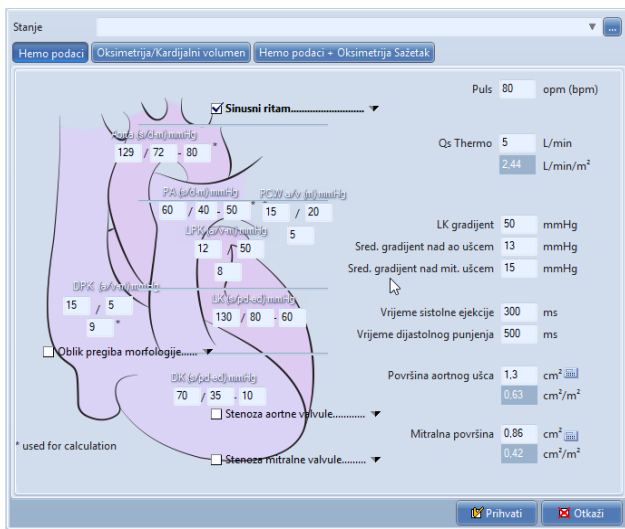 Stanje
...
Hemo podaci Oksimetrija/Kardijalni volumen Hemo podaci + Oksimetrija Sažetak
Sinusni ritam............................
Puls 80 opm (bpm)
Aorta (s/d-m) mmHg
129 / 72 - 80 *
Qs Thermo 5 L/min
2,44 L/min/m²
PA (s/d-m) mmHg
60 / 40 - 50 *
PCW a/v (m) mmHg
* 15 / 20
5
LPK (a/v-m) mmHg
12 / 50
8
LK gradijent 50 mmHg
Sred. gradijent nad ao ušcem 13 mmHg
Sred. gradijent nad mit. ušcem 15 mmHg
DPK (a/v-m) mmHg
15 / 5
9 *
LK (s/pd-ed) mmHg
130 / 80 - 60
Vrijeme sistolne ejekcije 300 ms
Vrijeme dijastolnog punjenja 500 ms
Oblik pregiba morfologije......
DK (s/pd-ed) mmHg
70 / 35 - 10
Površina aortnog ušca 1,3 cm²
0,63 cm²/m²
Stenoza aortne valvule............
Mitralna površina 0,86 cm²
0,42 cm²/m²
* used for calculation
Stenoza mitralne valvule.........
Prihvati Otkaži